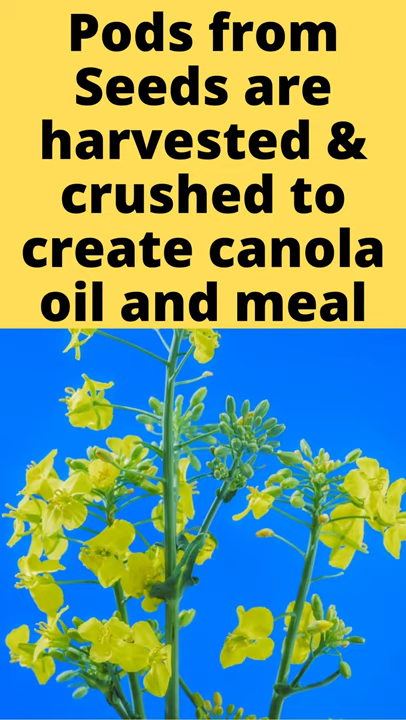 Pods from
Seeds are
harvested &
crushed to
create canola
oil and meal